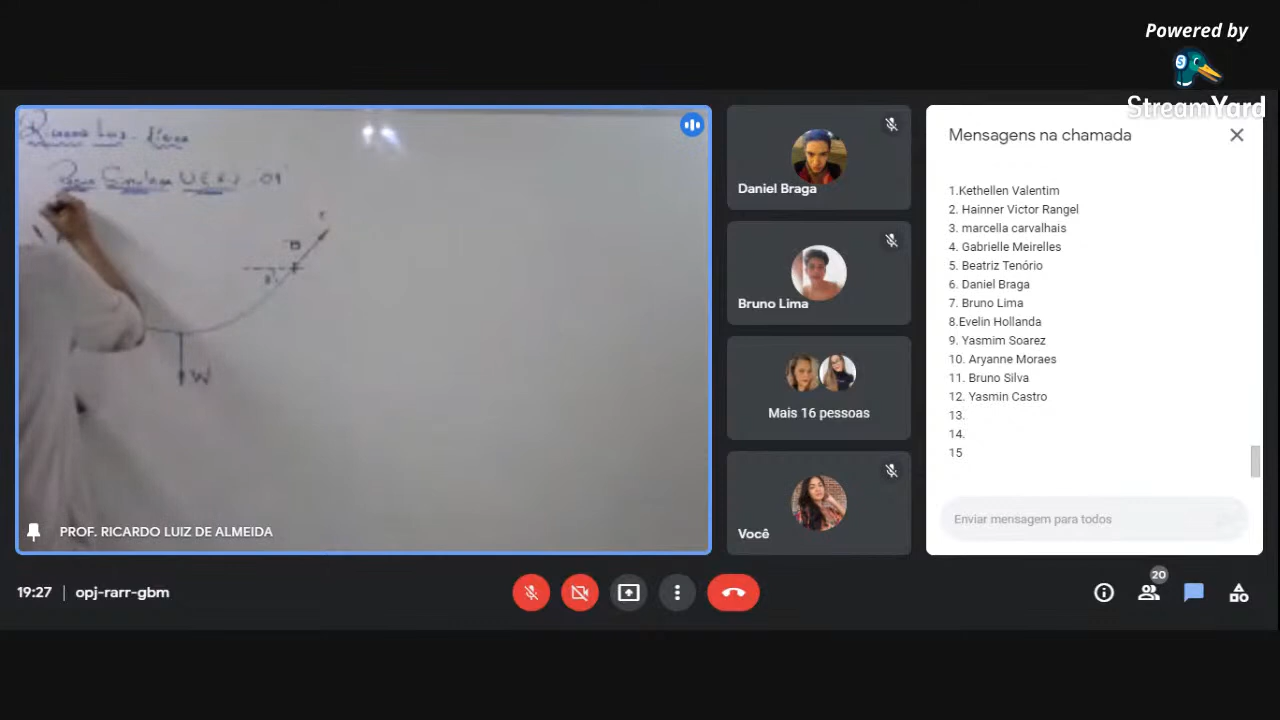 Powered by
StreamYard
Física
U.E.R.J - 09
B
θ
W
PROF. RICARDO LUIZ DE ALMEIDA
Daniel Braga
Bruno Lima
Mais 16 pessoas
Você
Mensagens na chamada
1.Kethellen Valentim
2. Hainner Victor Rangel
3. marcella carvalhais
4. Gabrielle Meirelles
5. Beatriz Tenório
6. Daniel Braga
7. Bruno Lima
8.Evelin Hollanda
9. Yasmim Soarez
10. Aryanne Moraes
11. Bruno Silva
12. Yasmin Castro
13.
14.
15
Enviar mensagem para todos
19:27 | opj-rarr-gbm
20